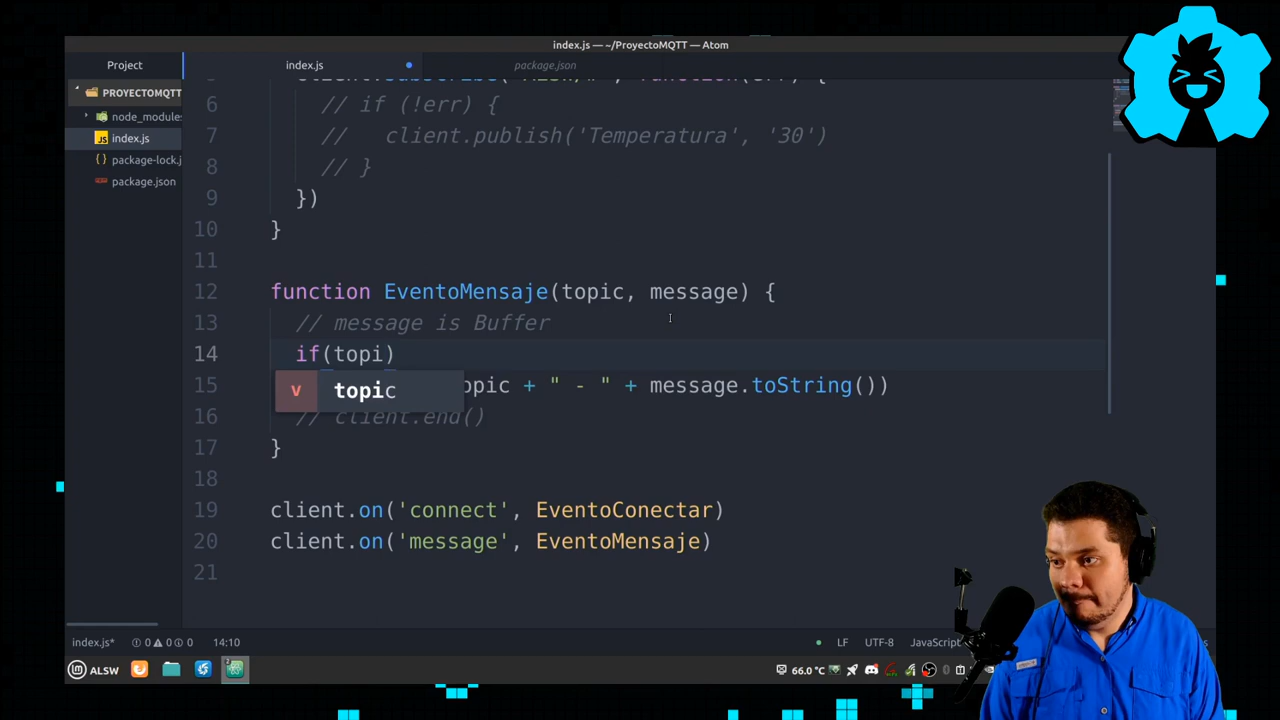 index.js — ~/ProyectoMQTT — Atom
Project
index.js
package.json
PROYECTOMQTT
node_modules
index.js
package-lock.j
package.json
6 // if (!err) {
7 // client.publish('Temperatura', '30')
8 // }
9 })
10 }
11
12 function EventoMensaje(topic, message) {
13 // message is Buffer
14 if(topi)
v topic
15 opic + " - " + message.toString())
16 // client.end()
17 }
18
19 client.on('connect', EventoConectar)
20 client.on('message', EventoMensaje)
21
index.js* 0 0 0 14:10 LF UTF-8 JavaScript
ALSW 66.0 °C